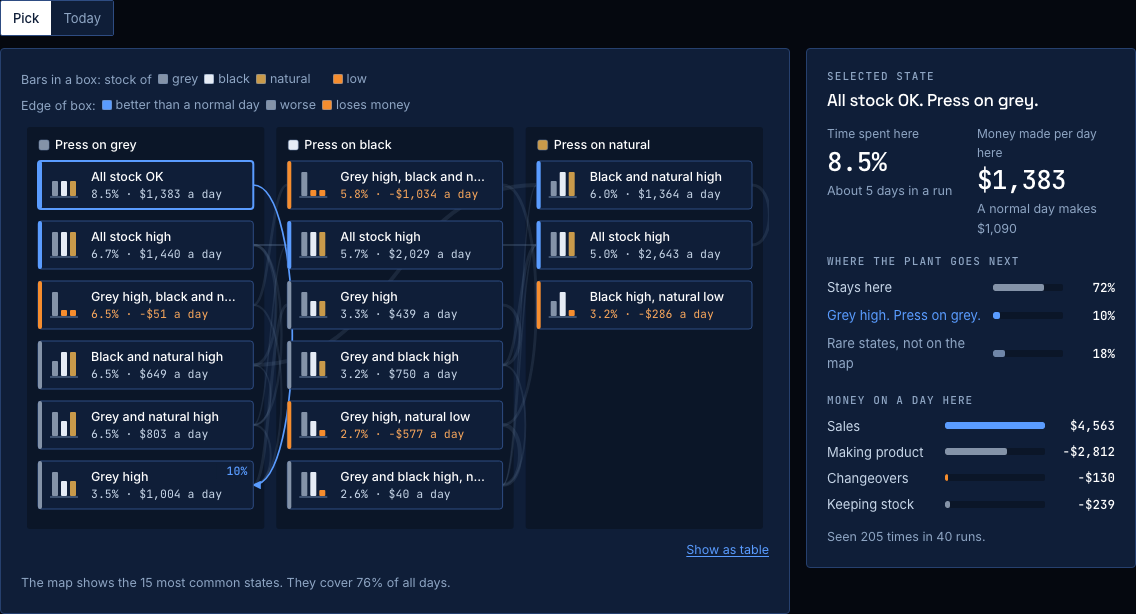 Pick Today
Bars in a box: stock of grey black natural low
Edge of box: better than a normal day worse loses money
Press on grey
All stock OK
8.5% · $1,383 a day
All stock high
6.7% · $1,440 a day
Grey high, black and n...
6.5% · -$51 a day
Black and natural high
6.5% · $649 a day
Grey and natural high
6.5% · $803 a day
Grey high
3.5% · $1,004 a day
10%
Press on black
Grey high, black and n...
5.8% · -$1,034 a day
All stock high
5.7% · $2,029 a day
Grey high
3.3% · $439 a day
Grey and black high
3.2% · $750 a day
Grey high, natural low
2.7% · -$577 a day
Grey and black high, n...
2.6% · $40 a day
Press on natural
Black and natural high
6.0% · $1,364 a day
All stock high
5.0% · $2,643 a day
Black high, natural low
3.2% · -$286 a day
Show as table
The map shows the 15 most common states. They cover 76% of all days.
SELECTED STATE
All stock OK. Press on grey.
Time spent here
8.5%
About 5 days in a run
Money made per day
here
$1,383
A normal day makes
$1,090
WHERE THE PLANT GOES NEXT
Stays here 72%
Grey high. Press on grey. 10%
Rare states, not on the
map 18%
MONEY ON A DAY HERE
Sales $4,563
Making product -$2,812
Changeovers -$130
Keeping stock -$239
Seen 205 times in 40 runs.